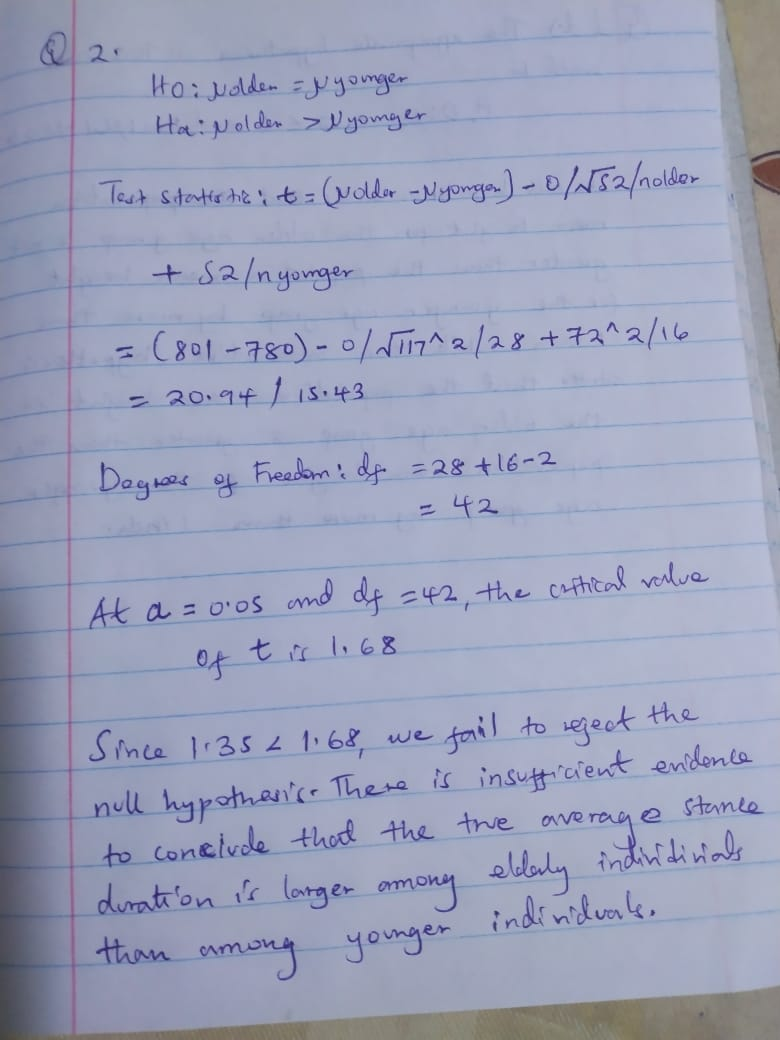 Q 2.
H0: μolder = μyounger
Ha: μolder > μyounger
Test statistic: t = (μolder - μyounger) - 0/√S2/nolder
+ S2/nyounger
= (801 - 780) - 0/√117^2/28 + 72^2/16
= 20.94 / 15.43
Degrees of Freedom: df = 28 + 16 - 2
= 42
At a = 0.05 and df = 42, the critical value
of t is 1.68
Since 1.35 < 1.68, we fail to reject the
null hypothesis. There is insufficient evidence
to conclude that the true average stance
duration is larger among elderly individivials
than among younger individuals.